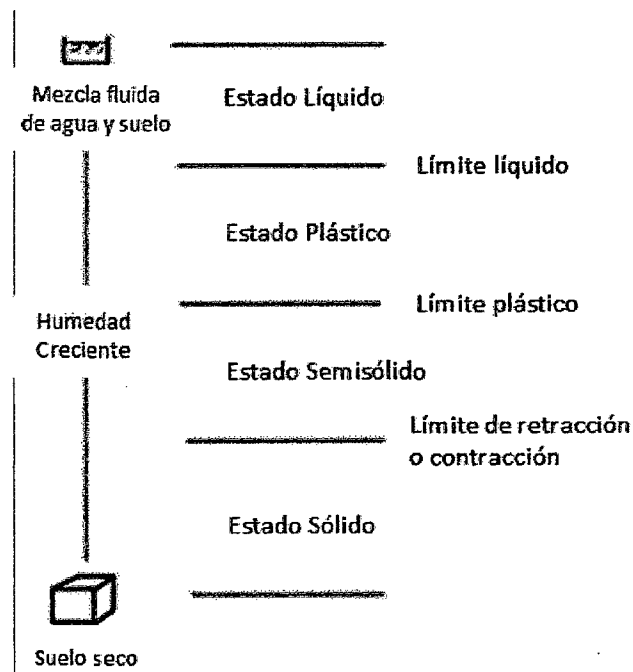 Mezcla fluida
de agua y suelo
Estado Líquido
Límite líquido
Estado Plástico
Límite plástico
Humedad
Creciente
Estado Semisólido
Límite de retracción
o contracción
Estado Sólido
Suelo seco